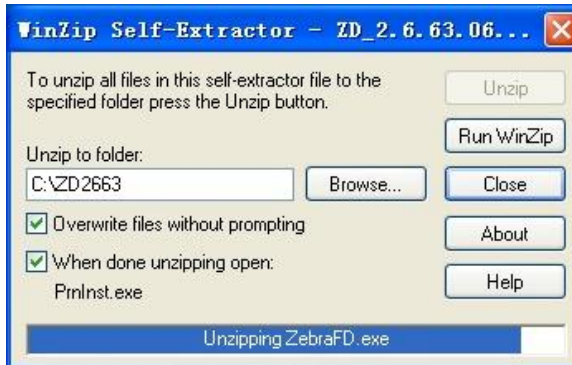 WinZip Self-Extractor - ZD_2.6.63.06...
To unzip all files in this self-extractor file to the
specified folder press the Unzip button.
Unzip
Run WinZip
Unzip to folder:
C:\ZD2663
Browse...
Close
Overwrite files without prompting
About
When done unzipping open:
PrnInst.exe
Help
Unzipping ZebraFD.exe